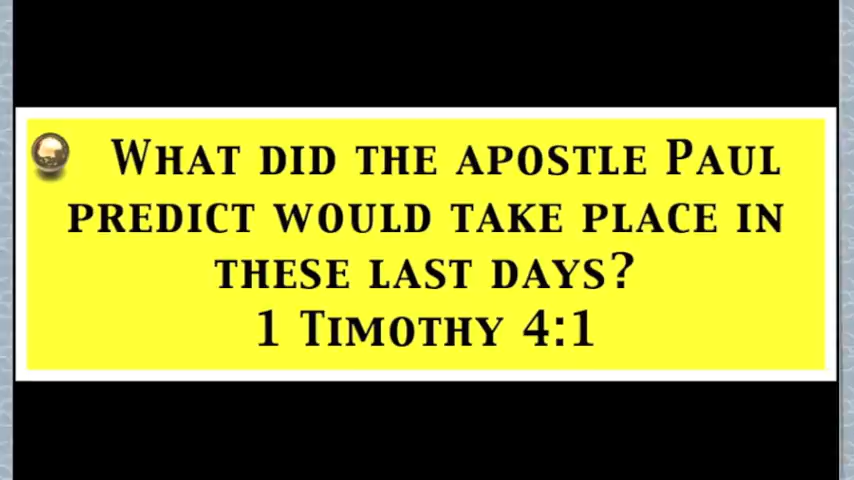 What did the apostle Paul
predict would take place in
these last days?
1 Timothy 4:1